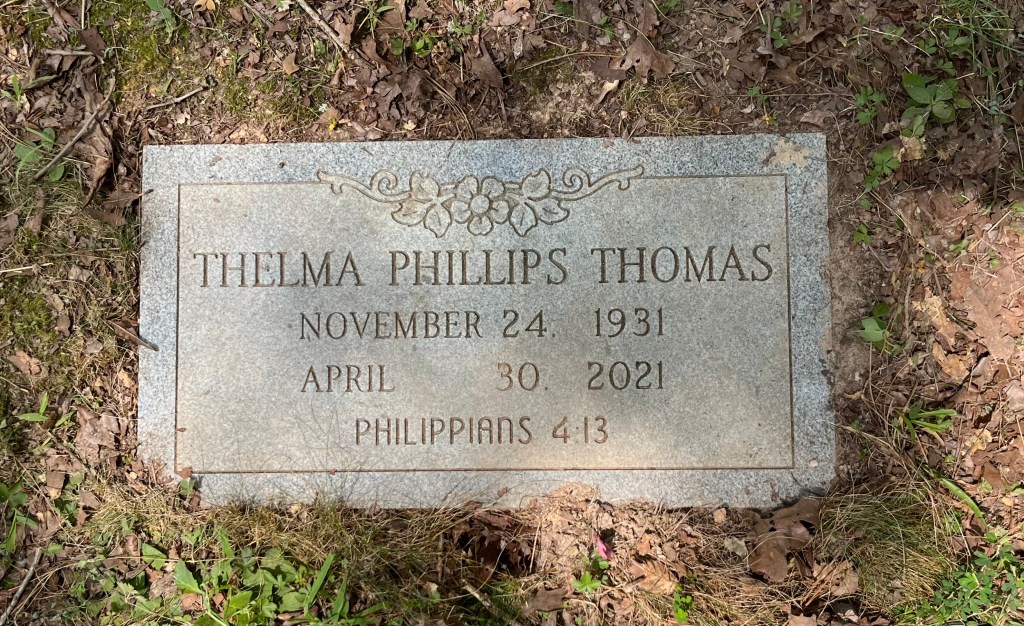 THELMA PHILLIPS THOMAS
NOVEMBER 24, 1931
APRIL 30, 2021
PHILIPPIANS 4:13